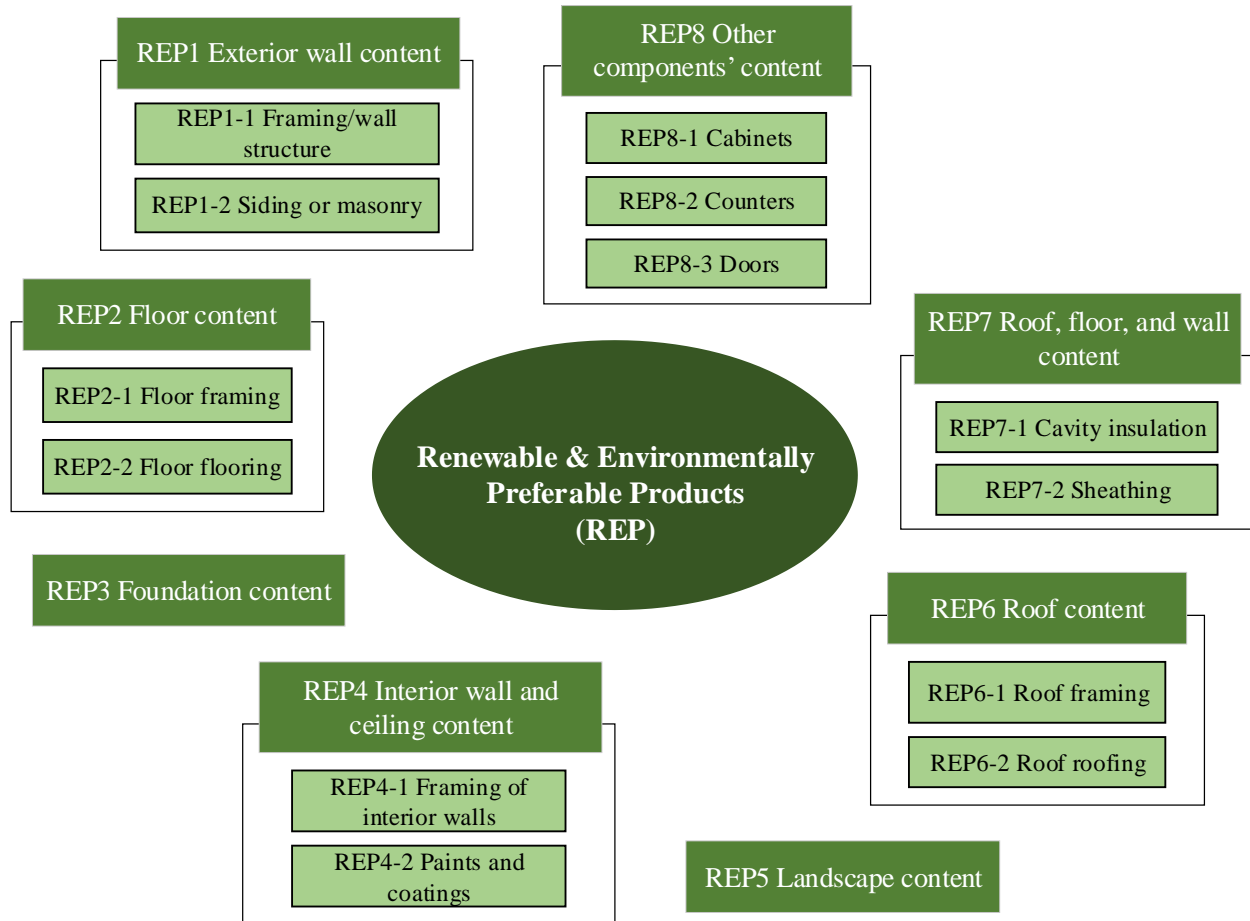 REP1 Exterior wall content
REP1-1 Framing/wall
structure
REP1-2 Siding or masonry
REP8 Other
components’ content
REP8-1 Cabinets
REP8-2 Counters
REP8-3 Doors
REP2 Floor content
REP2-1 Floor framing
REP2-2 Floor flooring
REP7 Roof, floor, and wall
content
REP7-1 Cavity insulation
REP7-2 Sheathing
Renewable & Environmentally
Preferable Products
(REP)
REP3 Foundation content
REP6 Roof content
REP6-1 Roof framing
REP6-2 Roof roofing
REP4 Interior wall and
ceiling content
REP4-1 Framing of
interior walls
REP4-2 Paints and
coatings
REP5 Landscape content